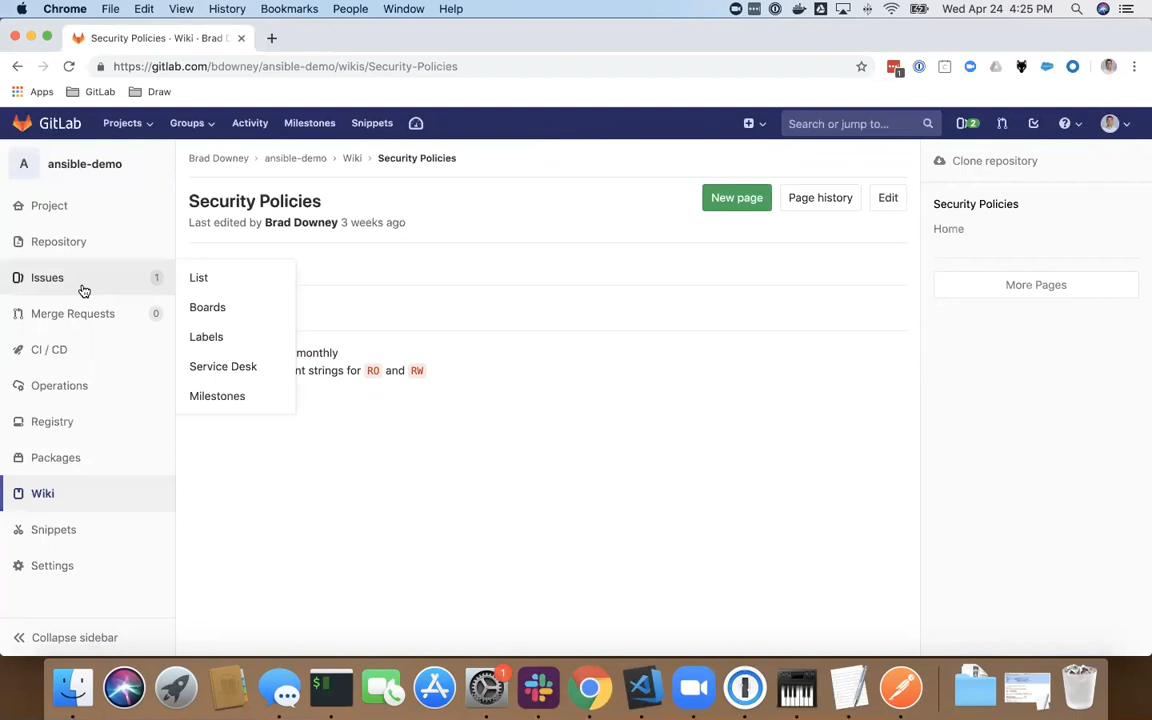 Chrome File Edit View History Bookmarks People Window Help Wed Apr 24 4:25 PM
Security Policies · Wiki · Brad D
https://gitlab.com/bdowney/ansible-demo/wikis/Security-Policies 1
Apps GitLab Draw
GitLab Projects Groups Activity Milestones Snippets Search or jump to... 2
A ansible-demo
Project
Repository
Issues 1
Merge Requests 0
CI / CD
Operations
Registry
Packages
Wiki
Snippets
Settings
Collapse sidebar
List
Boards
Labels
Service Desk
Milestones
Brad Downey > ansible-demo > Wiki > Security Policies
Security Policies
Last edited by Brad Downey 3 weeks ago
New page Page history Edit
monthly
nt strings for RO and RW
Clone repository
Security Policies
Home
More Pages
$ 1